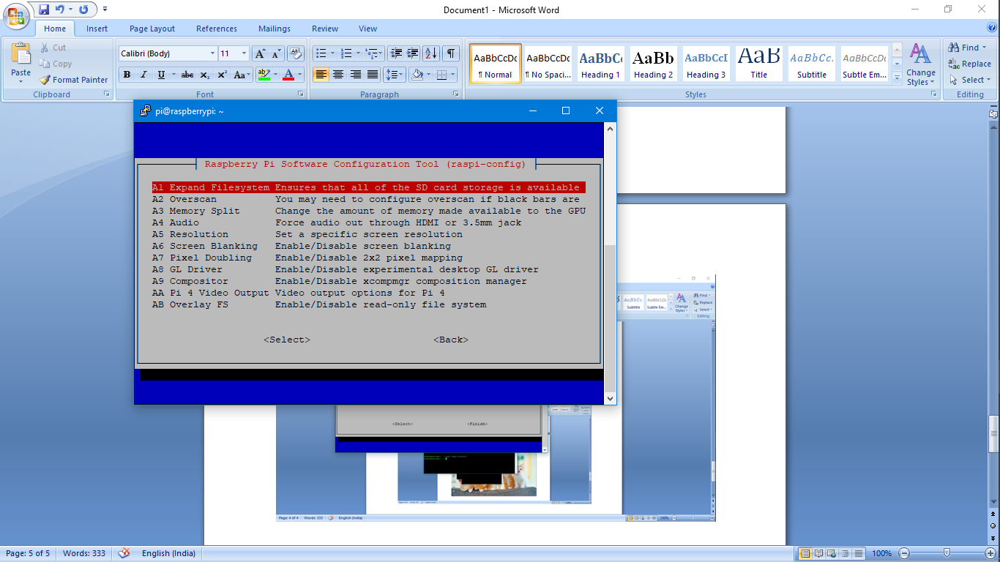 Document1 - Microsoft Word
Home Insert Page Layout References Mailings Review View
Paste
Cut
Copy
Format Painter
Clipboard
Calibri (Body) 11
B I U abc x₂ x² Aa
Font
Paragraph
AaBbCcDc AaBbCcDc AaBbC AaBb AaBbCcI AaB AaBbCc. AaBbCcDc
¶ Normal ¶ No Spaci... Heading 1 Heading 2 Heading 3 Title Subtitle Subtle Em...
Change
Styles
Styles
Find
Replace
Select
Editing
pi@raspberrypi: ~
Raspberry Pi Software Configuration Tool (raspi-config)
A1 Expand Filesystem Ensures that all of the SD card storage is available
A2 Overscan You may need to configure overscan if black bars are
A3 Memory Split Change the amount of memory made available to the GPU
A4 Audio Force audio out through HDMI or 3.5mm jack
A5 Resolution Set a specific screen resolution
A6 Screen Blanking Enable/Disable screen blanking
A7 Pixel Doubling Enable/Disable 2x2 pixel mapping
A8 GL Driver Enable/Disable experimental desktop GL driver
A9 Compositor Enable/Disable xcompmgr composition manager
AA Pi 4 Video Output Video output options for Pi 4
AB Overlay FS Enable/Disable read-only file system
<Select> <Back>
AaBbCc. AaBbCcDc
Subtitle Subtle Em...
Change
Styles
Find
Replace
Select
Editing
<Select> <Finish>
Page: 4 of 4 Words: 333 English (India) 100%
Page: 5 of 5 Words: 333 English (India) 100%